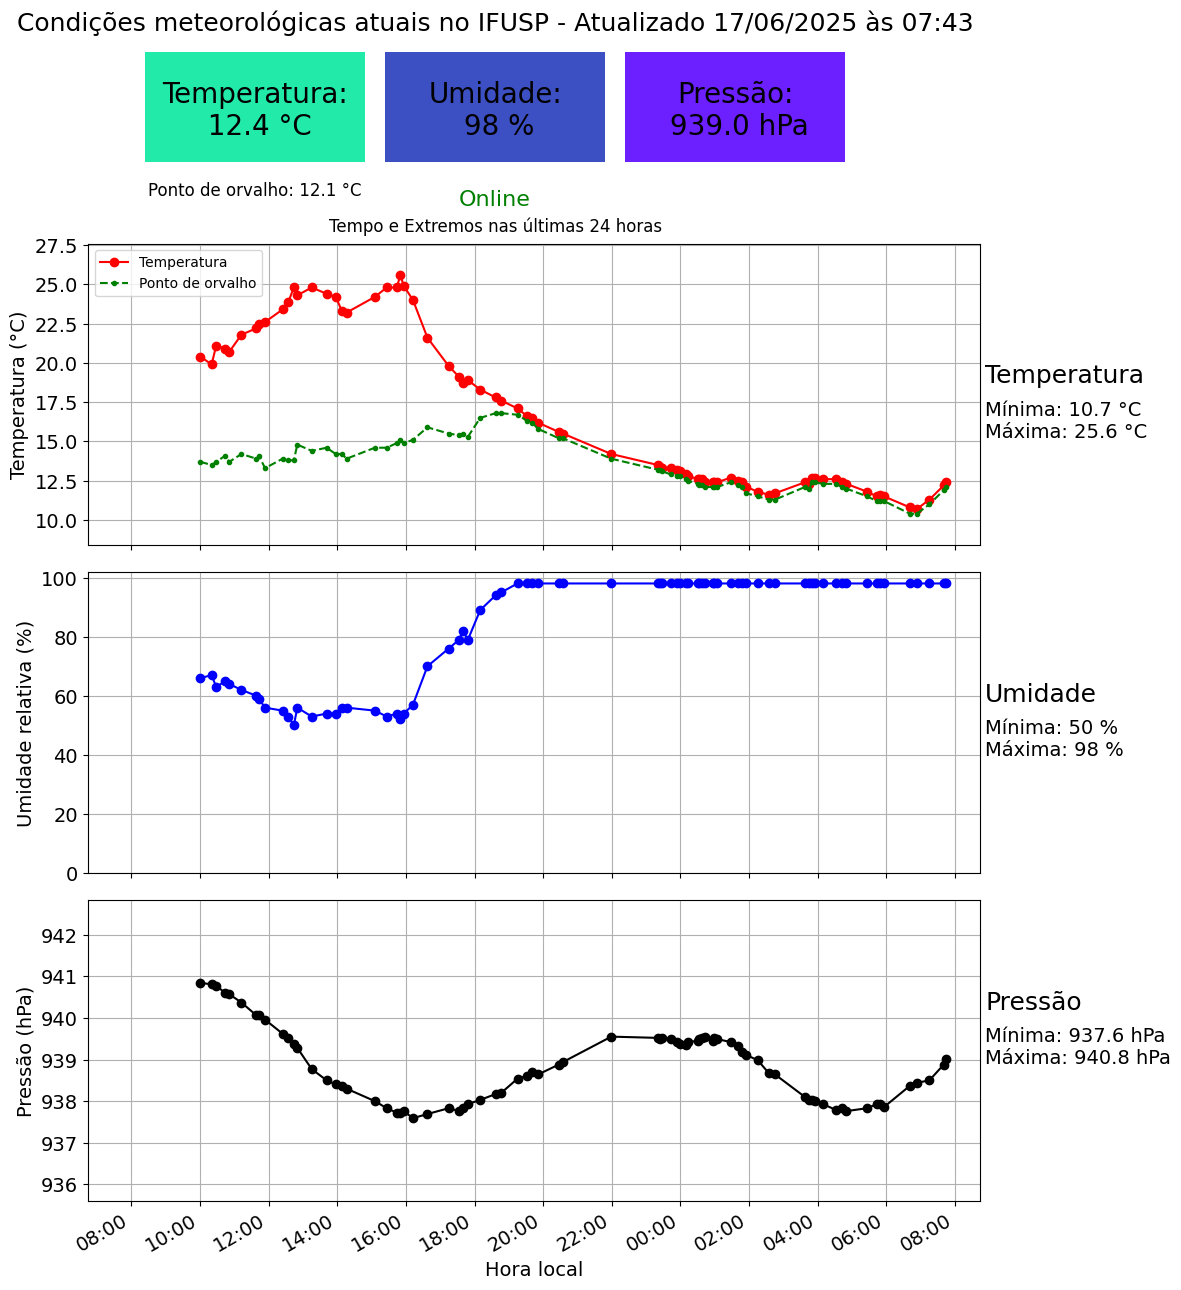 Condições meteorológicas atuais no IFUSP - Atualizado 17/06/2025 às 07:43
Temperatura:
12.4 °C
Umidade:
98 %
Pressão:
939.0 hPa
Ponto de orvalho: 12.1 °C
Online
Tempo e Extremos nas últimas 24 horas
Temperatura
Ponto de orvalho
Temperatura (°C)
27.5
25.0
22.5
20.0
17.5
15.0
12.5
10.0
Temperatura
Mínima: 10.7 °C
Máxima: 25.6 °C
Umidade relativa (%)
100
80
60
40
20
0
Umidade
Mínima: 50 %
Máxima: 98 %
Pressão (hPa)
942
941
940
939
938
937
936
Pressão
Mínima: 937.6 hPa
Máxima: 940.8 hPa
08:00
10:00
12:00
14:00
16:00
18:00
20:00
22:00
00:00
02:00
04:00
06:00
08:00
Hora local